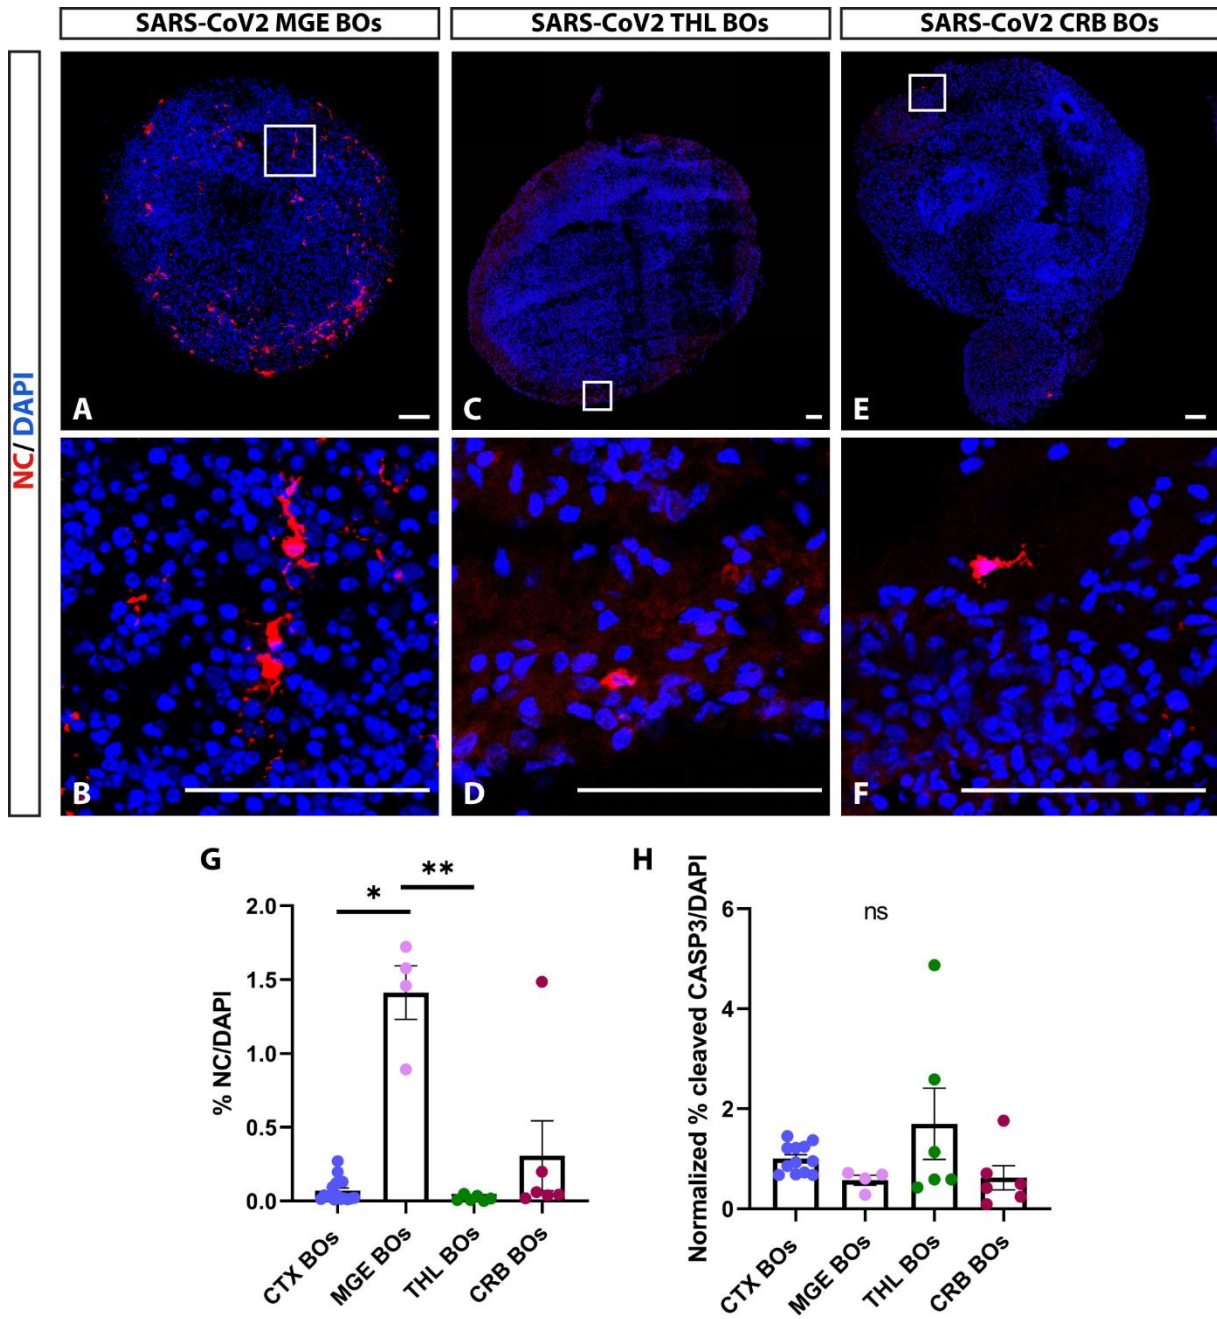 SARS-CoV2 MGE BOs
SARS-CoV2 THL BOs
SARS-CoV2 CRB BOs
NC/ DAPI
A
C
E
B
D
F
G
H
* **
% NC/DAPI
2.0
1.5
1.0
0.5
0.0
CTX BOs
MGE BOs
THL BOs
CRB BOs
ns
Normalized % cleaved CASP3/DAPI
6
4
2
0
CTX BOs
MGE BOs
THL BOs
CRB BOs